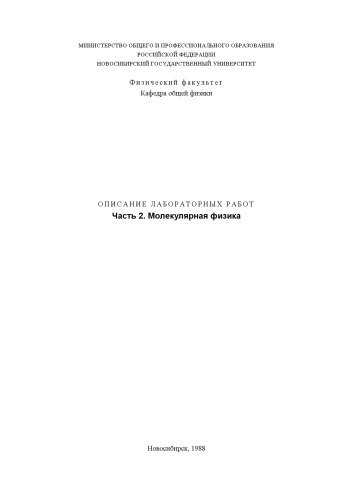 МИНИСТЕРСТВО ОБЩЕГО И ПРОФЕССИОНАЛЬНОГО ОБРАЗОВАНИЯ
РОССИЙСКОЙ ФЕДЕРАЦИИ
НОВОСИБИРСКИЙ ГОСУДАРСТВЕННЫЙ УНИВЕРСИТЕТ
Физический факультет
Кафедра общей физики
ОПИСАНИЕ ЛАБОРАТОРНЫХ РАБОТ
Часть 2. Молекулярная физика
Новосибирск, 1988